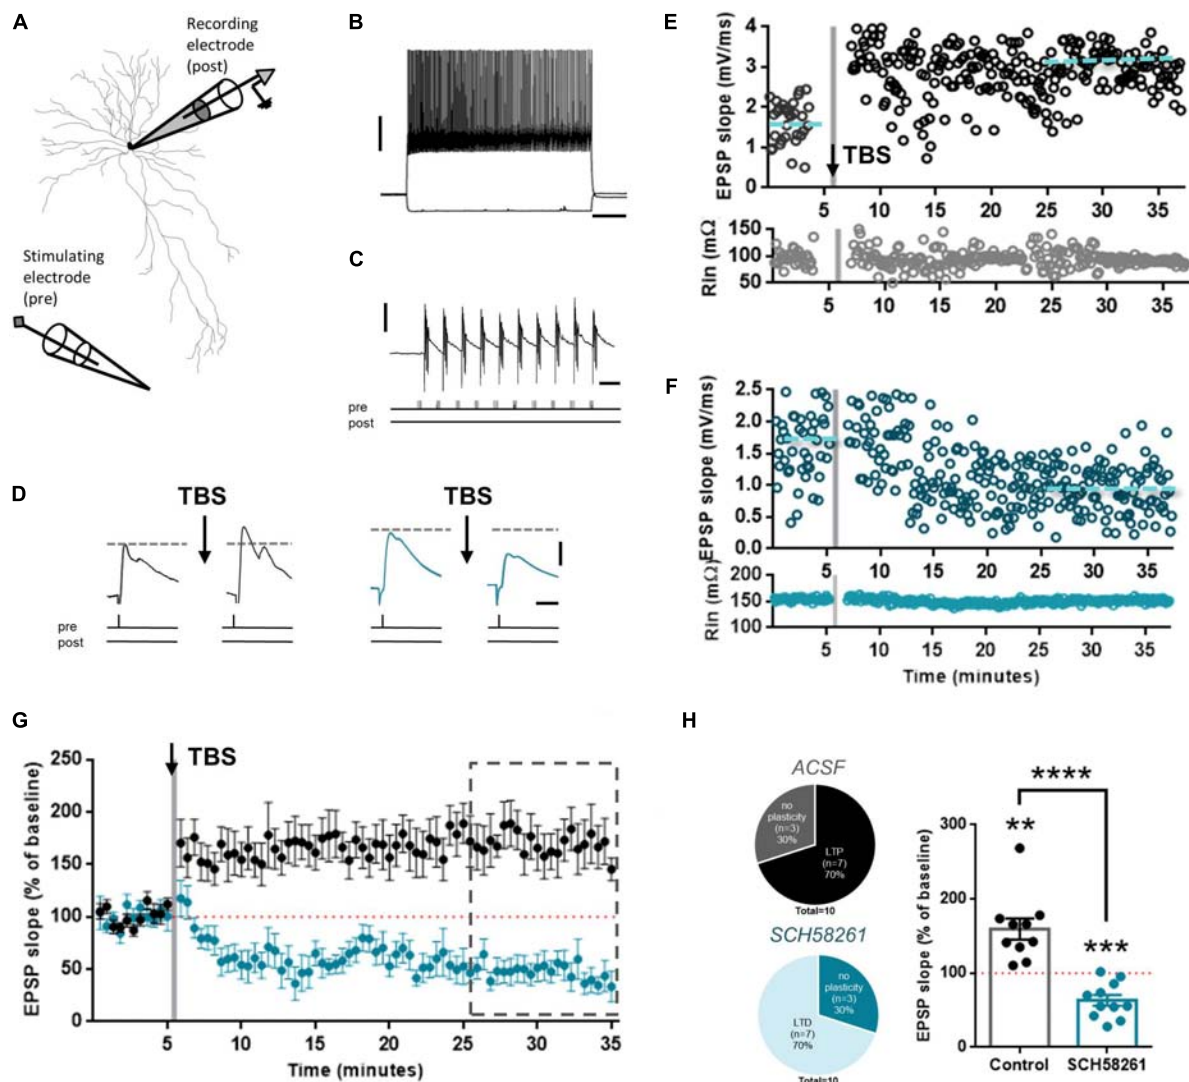 A
Recording
electrode
(post)
Stimulating
electrode
(pre)
B
C
pre
post
D
TBS
TBS
pre
post
E
EPSP slope (mV/ms)
4
3
2
1
0
TBS
5
10
15
20
25
30
35
Rin (mΩ
150
100
50
5
10
15
20
25
30
35
F
EPSP slope (mV/ms)
2.5
2.0
1.5
1.0
0.5
0.0
5
10
15
20
25
30
35
Rin (mΩ)
200
150
100
5
10
15
20
25
30
35
Time (minutes)
G
TBS
EPSP slope (% of baseline)
250
200
150
100
50
0
5
10
15
20
25
30
35
Time (minutes)
H
ACSF
no
plasticity
(n=3)
30%
LTP
(n=7)
70%
Total=10
SCH58261
no
plasticity
(n=3)
30%
LTD
(n=7)
70%
Total=10
EPSP slope (% of baseline)
300
200
100
0
****
**
***
Control
SCH58261